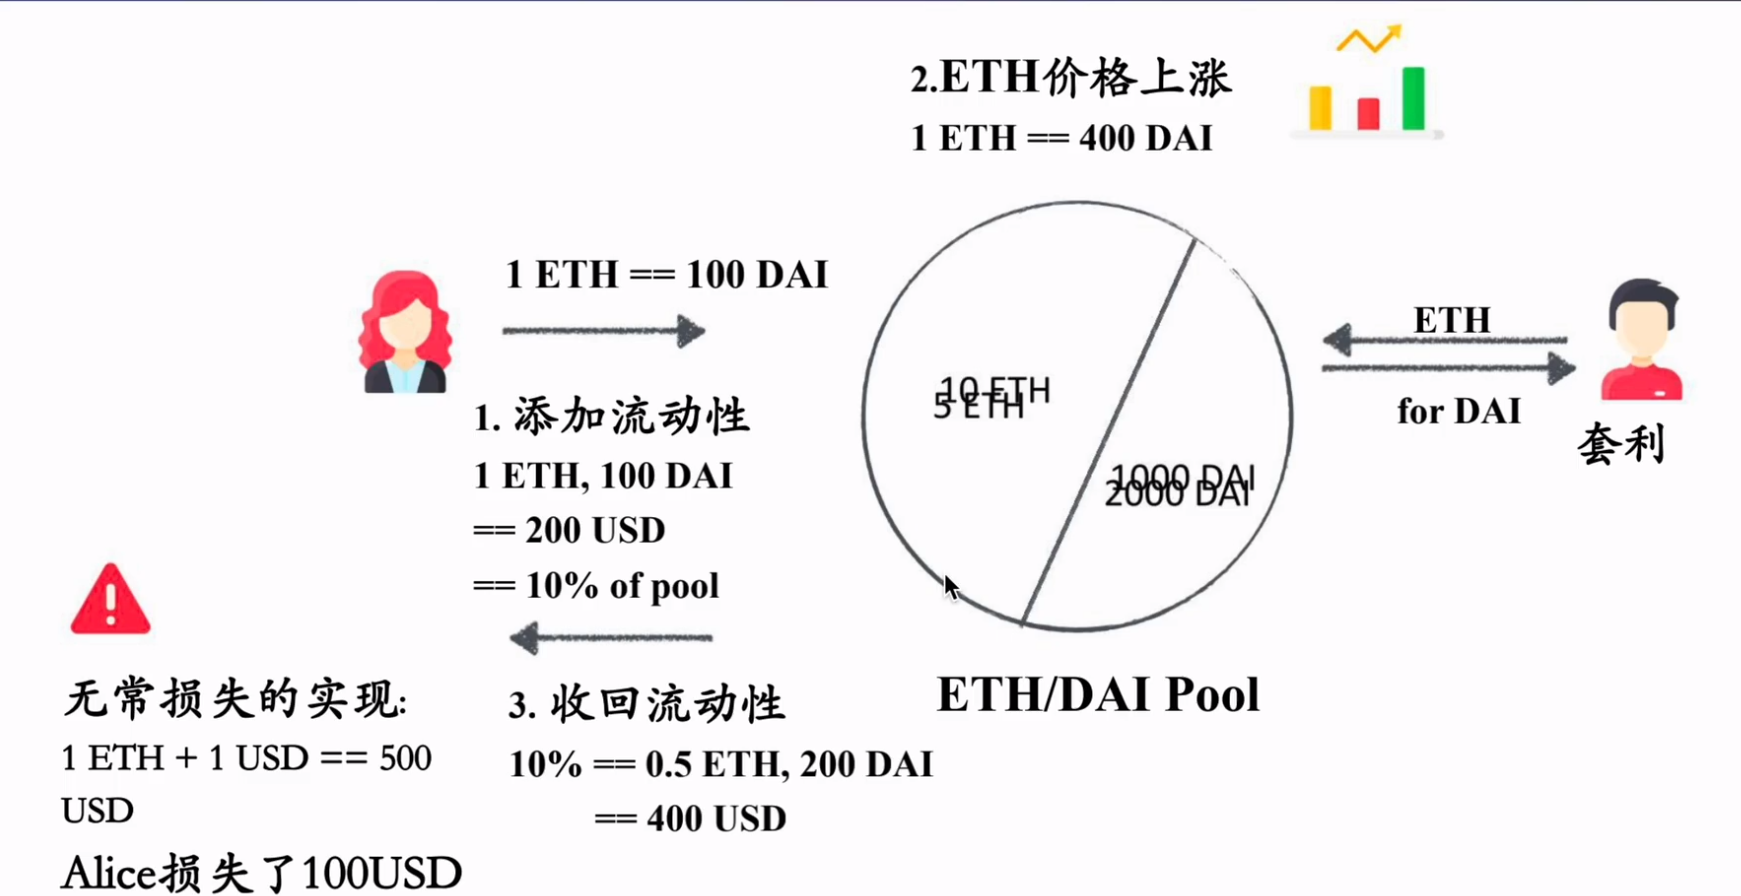 2.ETH价格上涨
1 ETH == 400 DAI
1 ETH == 100 DAI
1. 添加流动性
1 ETH, 100 DAI
== 200 USD
== 10% of pool
10 ETH
5 ETH
1000 DAI
2000 DAI
ETH
for DAI
套利
ETH/DAI Pool
3. 收回流动性
10% == 0.5 ETH, 200 DAI
== 400 USD
无常损失的实现:
1 ETH + 1 USD == 500
USD
Alice损失了100USD